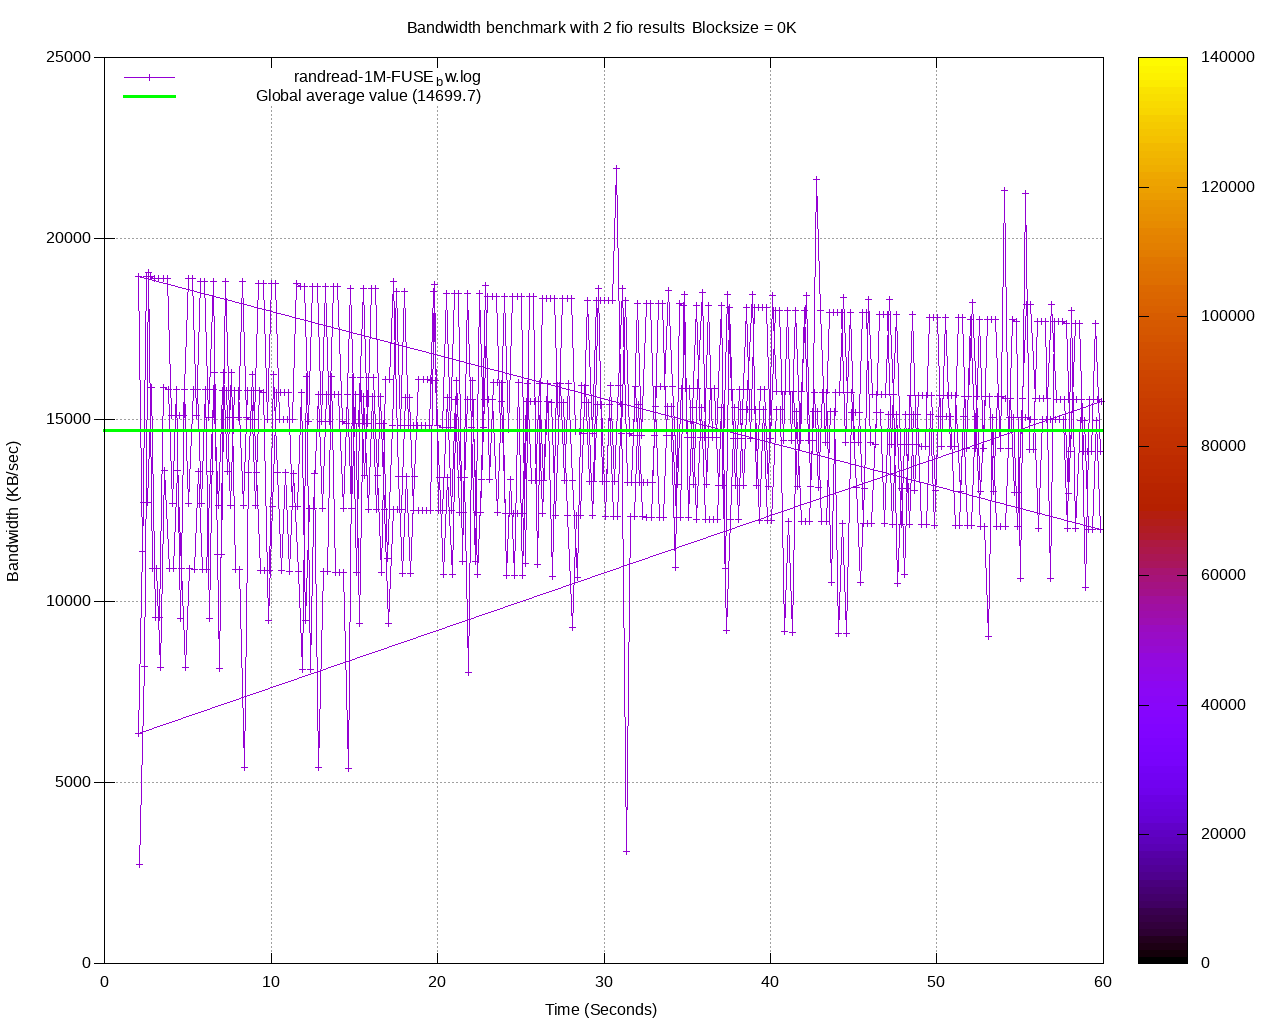 Bandwidth benchmark with 2 fio results Blocksize = 0K
randread-1M-FUSE_bw.log
Global average value (14699.7)
25000
20000
15000
10000
5000
0
Bandwidth (KB/sec)
0 10 20 30 40 50 60
Time (Seconds)
140000
120000
100000
80000
60000
40000
20000
0